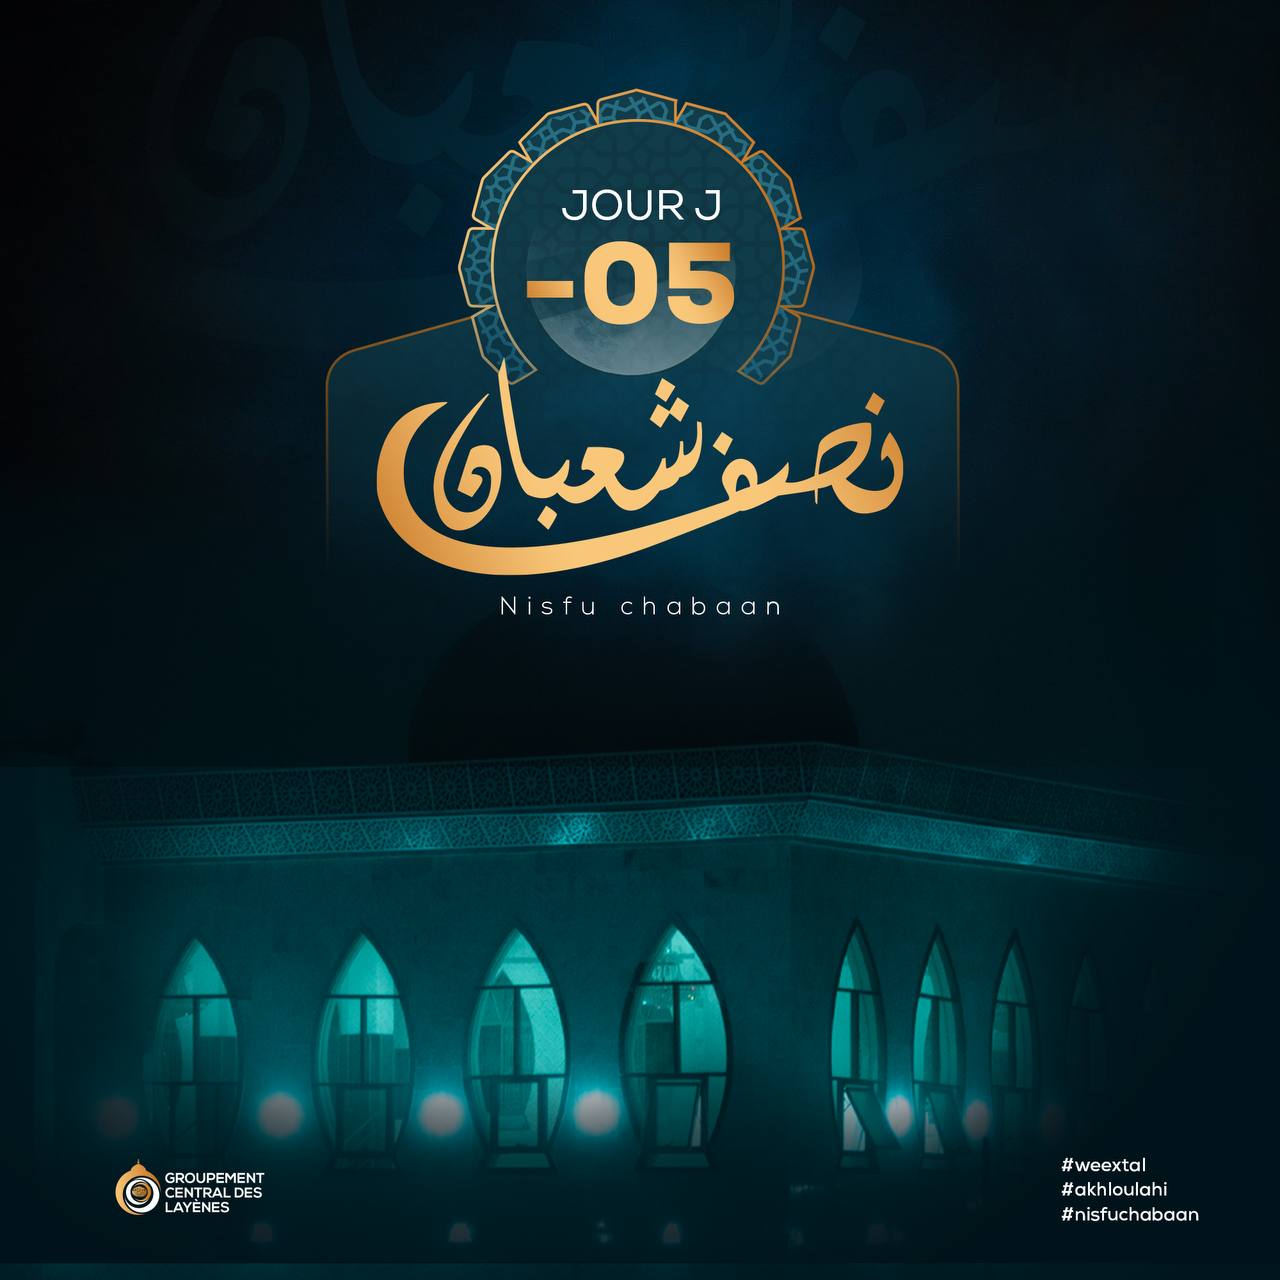 JOUR J
-05
نصف شعبان
Nisfu chabaan
GROUPEMENT
CENTRAL DES
LAYÈNES
#weextal
#akhloulahi
#nisfuchabaan